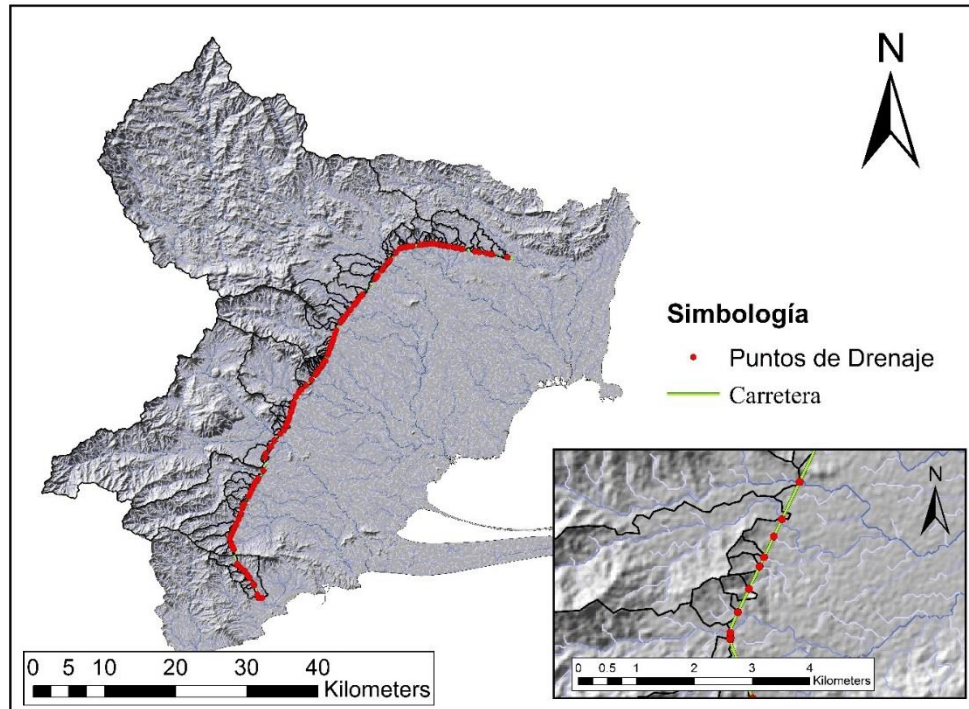 N
Simbología
Puntos de Drenaje
Carretera
N
0 5 10 20 30 40
Kilometers
0 0.5 1 2 3 4
Kilometers